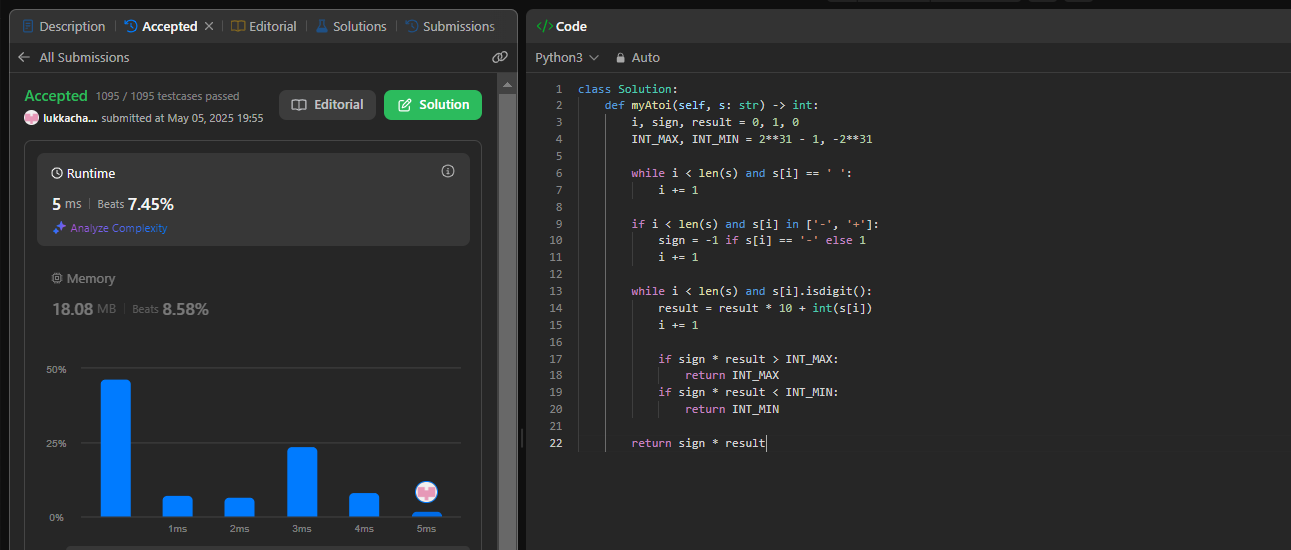 Description
Accepted
Editorial
Solutions
Submissions
All Submissions
Accepted 1095 / 1095 testcases passed
lukkacha... submitted at May 05, 2025 19:55
Editorial
Solution
Runtime
5 ms Beats 7.45%
Analyze Complexity
Memory
18.08 MB Beats 8.58%
50%
25%
0%
1ms 2ms 3ms 4ms 5ms
</> Code
Python3 Auto
1 class Solution:
2     def myAtoi(self, s: str) -> int:
3         i, sign, result = 0, 1, 0
4         INT_MAX, INT_MIN = 2**31 - 1, -2**31
5
6         while i < len(s) and s[i] == ' ':
7             i += 1
8
9         if i < len(s) and s[i] in ['-', '+']:
10             sign = -1 if s[i] == '-' else 1
11             i += 1
12
13         while i < len(s) and s[i].isdigit():
14             result = result * 10 + int(s[i])
15             i += 1
16
17             if sign * result > INT_MAX:
18                 return INT_MAX
19             if sign * result < INT_MIN:
20                 return INT_MIN
21
22         return sign * result